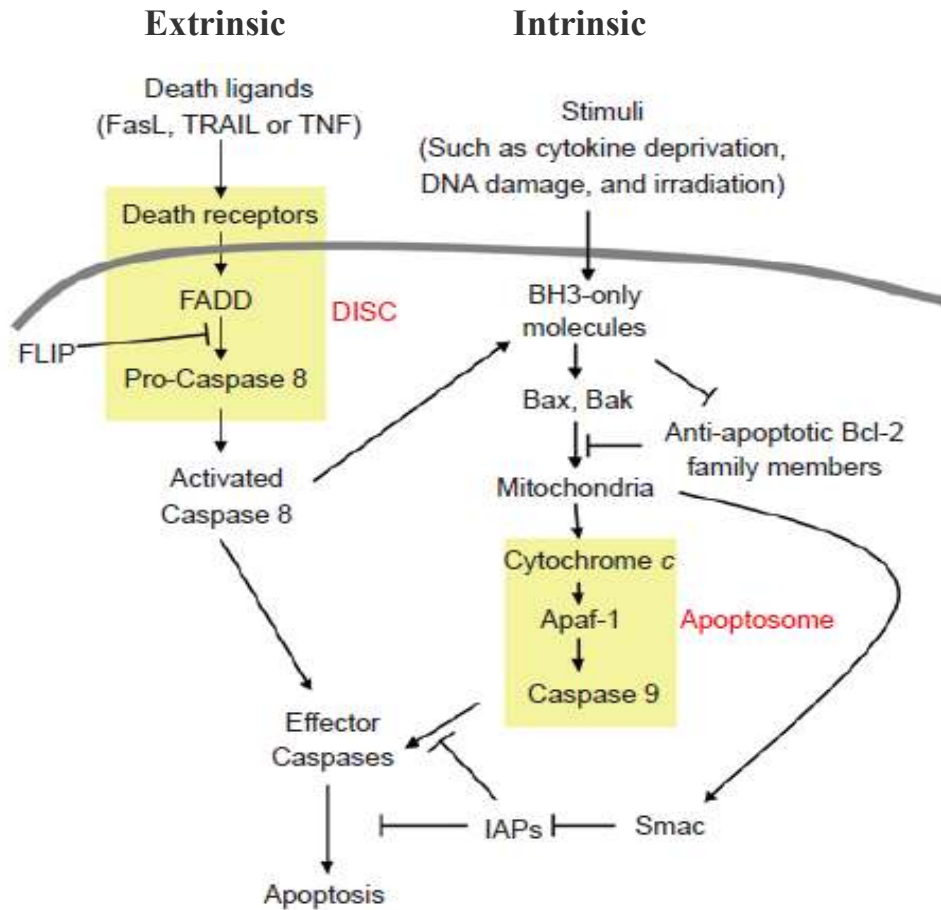 Extrinsic
Intrinsic
Death ligands
(FasL, TRAIL or TNF)
Stimuli
(Such as cytokine deprivation,
DNA damage, and irradiation)
Death receptors
FADD
DISC
FLIP
Pro-Caspase 8
BH3-only
molecules
Bax, Bak
Anti-apoptotic Bcl-2
family members
Activated
Caspase 8
Mitochondria
Cytochrome c
Apaf-1
Apoptosome
Caspase 9
Effector
Caspases
IAPs
Smac
Apoptosis